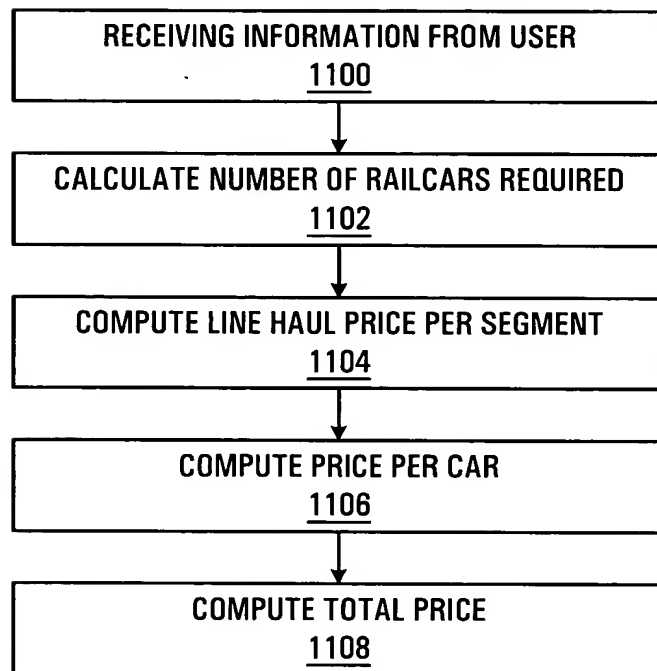 RECEIVING INFORMATION FROM USER
1100
CALCULATE NUMBER OF RAILCARS REQUIRED
1102
COMPUTE LINE HAUL PRICE PER SEGMENT
1104
COMPUTE PRICE PER CAR
1106
COMPUTE TOTAL PRICE
1108